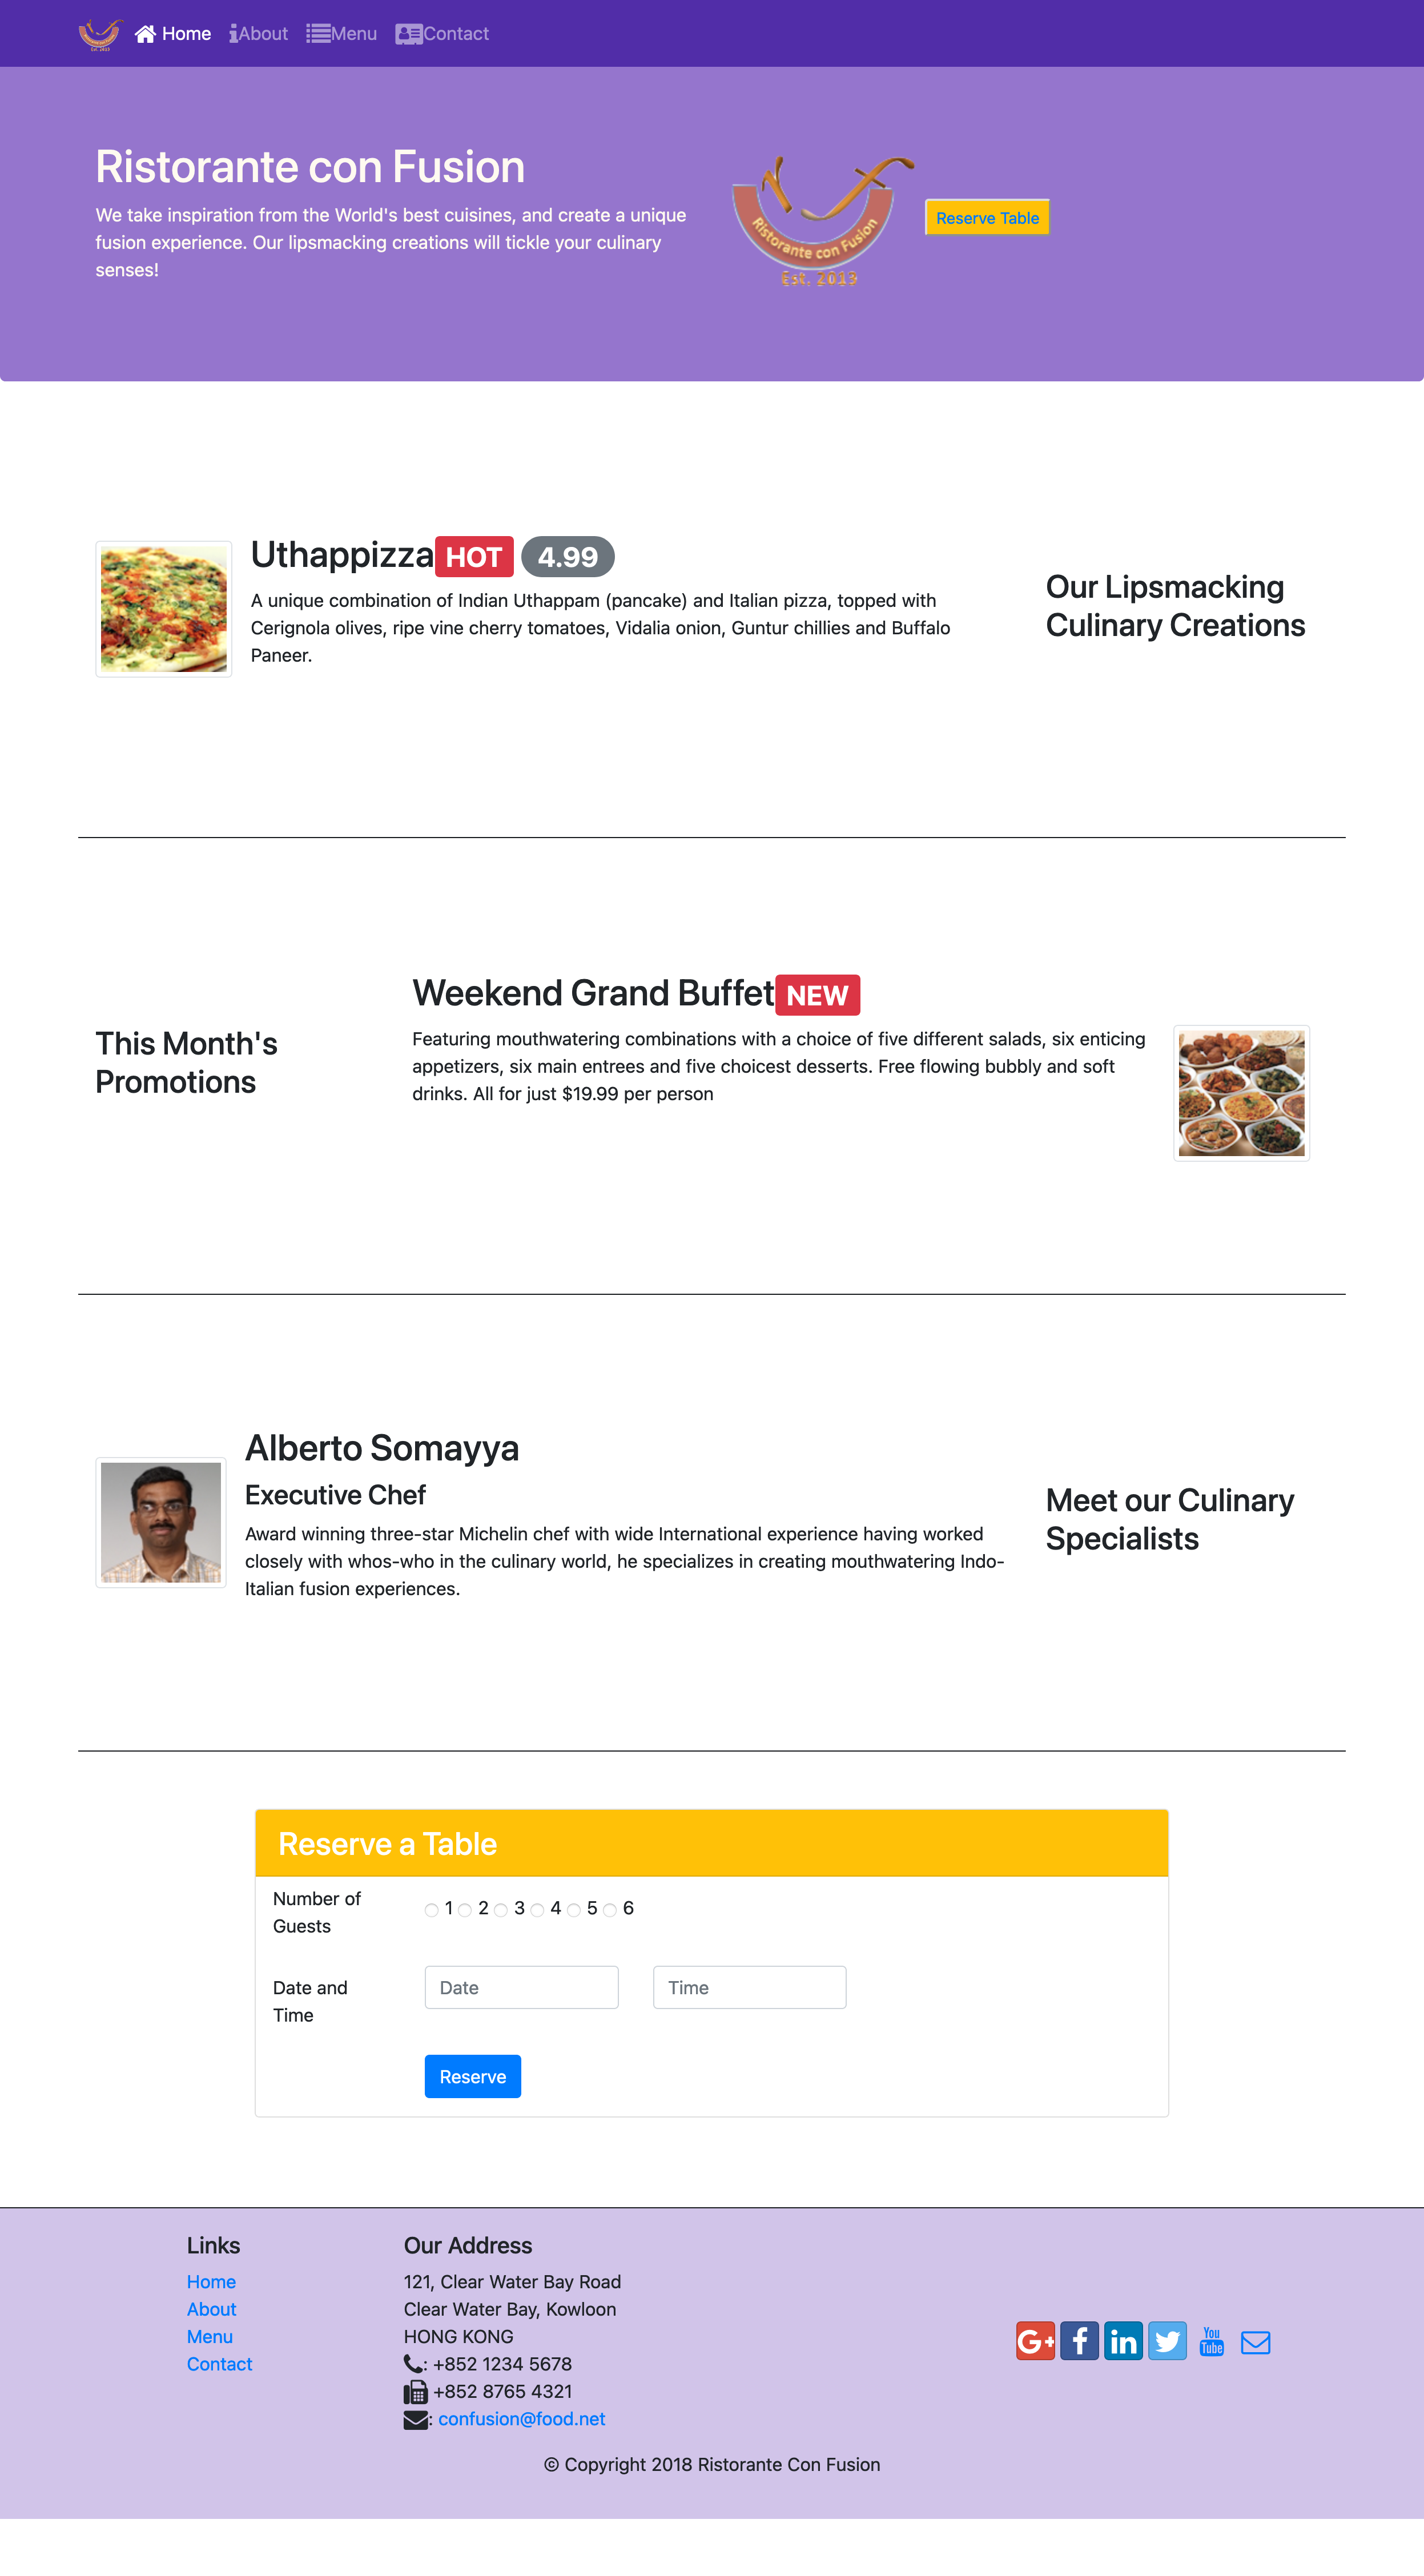 Home About Menu Contact
Ristorante con Fusion
We take inspiration from the World's best cuisines, and create a unique
fusion experience. Our lipsmacking creations will tickle your culinary
senses!
Ristorante con Fusion
Est. 2013
Reserve Table
Uthappizza HOT 4.99
A unique combination of Indian Uthappam (pancake) and Italian pizza, topped with
Cerignola olives, ripe vine cherry tomatoes, Vidalia onion, Guntur chillies and Buffalo
Paneer.
Our Lipsmacking
Culinary Creations
This Month's
Promotions
Weekend Grand Buffet NEW
Featuring mouthwatering combinations with a choice of five different salads, six enticing
appetizers, six main entrees and five choicest desserts. Free flowing bubbly and soft
drinks. All for just $19.99 per person
Alberto Somayya
Executive Chef
Award winning three-star Michelin chef with wide International experience having worked
closely with whos-who in the culinary world, he specializes in creating mouthwatering Indo-
Italian fusion experiences.
Meet our Culinary
Specialists
Reserve a Table
Number of
Guests
1 2 3 4 5 6
Date and
Time
Date Time
Reserve
Links
Home
About
Menu
Contact
Our Address
121, Clear Water Bay Road
Clear Water Bay, Kowloon
HONG KONG
: +852 1234 5678
+852 8765 4321
: confusion@food.net
G+ f in You Tube
© Copyright 2018 Ristorante Con Fusion